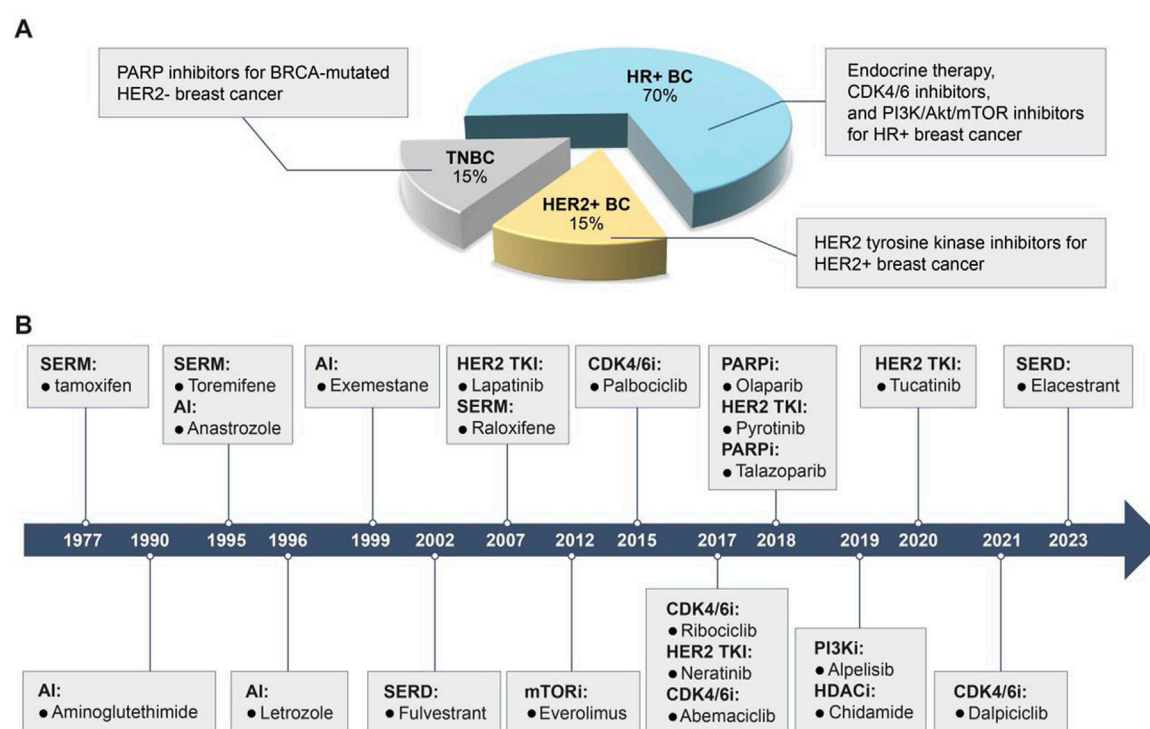 A
PARP inhibitors for BRCA-mutated
HER2- breast cancer
HR+ BC
70%
Endocrine therapy,
CDK4/6 inhibitors,
and PI3K/Akt/mTOR inhibitors
for HR+ breast cancer
TNBC
15%
HER2+ BC
15%
HER2 tyrosine kinase inhibitors for
HER2+ breast cancer
B
SERM:
● tamoxifen
SERM:
● Toremifene
AI:
● Anastrozole
AI:
● Exemestane
HER2 TKI:
● Lapatinib
SERM:
● Raloxifene
CDK4/6i:
● Palbociclib
PARPi:
● Olaparib
HER2 TKI:
● Pyrotinib
PARPi:
● Talazoparib
HER2 TKI:
● Tucatinib
SERD:
● Elacestrant
1977 1990 1995 1996 1999 2002 2007 2012 2015 2017 2018 2019 2020 2021 2023
AI:
● Aminoglutethimide
AI:
● Letrozole
SERD:
● Fulvestrant
mTORi:
● Everolimus
CDK4/6i:
● Ribociclib
HER2 TKI:
● Neratinib
CDK4/6i:
● Abemaciclib
PI3Ki:
● Alpelisib
HDACi:
● Chidamide
CDK4/6i:
● Dalpiciclib